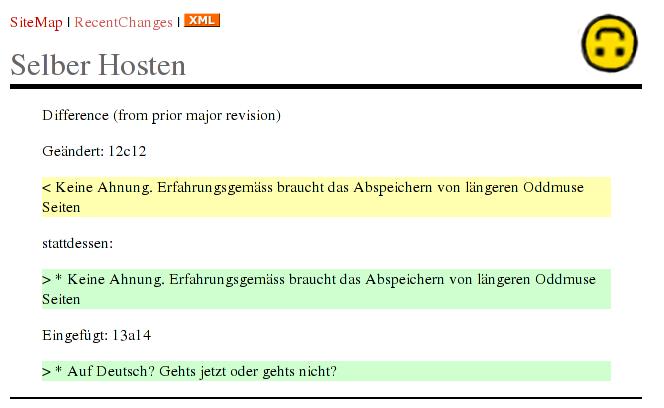 SiteMap | RecentChanges | XML
Selber Hosten
Difference (from prior major revision)
Geändert: 12c12
< Keine Ahnung. Erfahrungsgemäss braucht das Abspeichern von längeren Oddmuse
Seiten
stattdessen:
> * Keine Ahnung. Erfahrungsgemäss braucht das Abspeichern von längeren Oddmuse
Seiten
Eingefügt: 13a14
> * Auf Deutsch? Gehts jetzt oder gehts nicht?